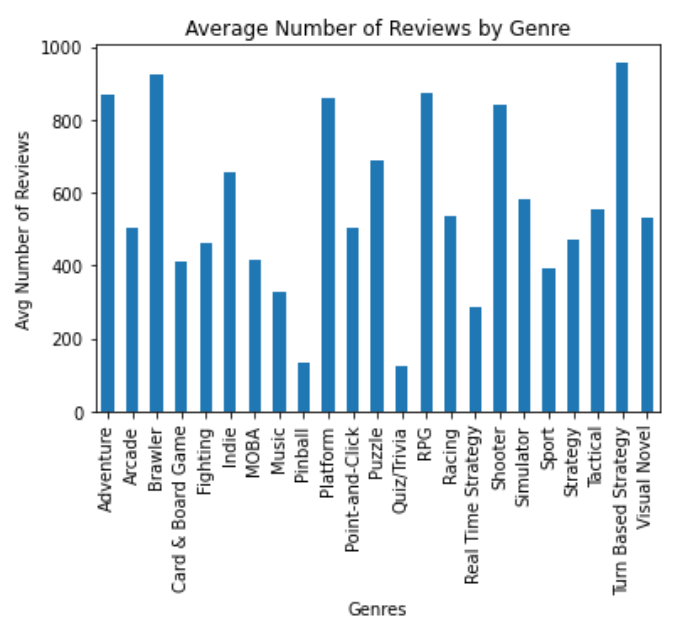 Average Number of Reviews by Genre
Avg Number of Reviews
1000
800
600
400
200
0
Adventure
Arcade
Brawler
Card & Board Game
Fighting
Indie
MOBA
Music
Pinball
Platform
Point-and-Click
Puzzle
Quiz/Trivia
RPG
Racing
Real Time Strategy
Shooter
Simulator
Sport
Strategy
Tactical
Turn Based Strategy
Visual Novel
Genres